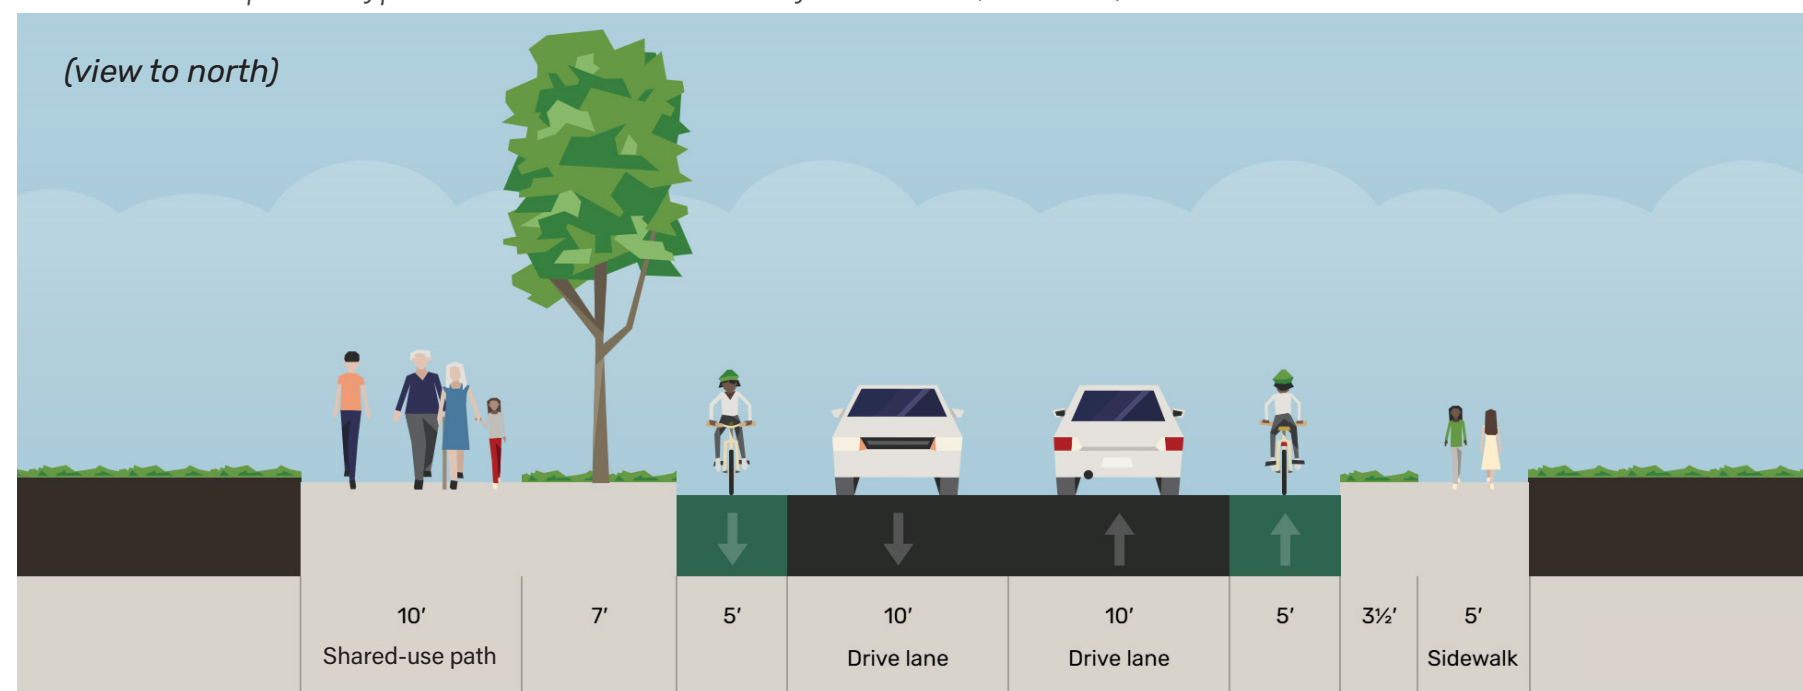 (view to north)
10′ 7′ 5′ 10′ 10′ 5′ 3½′ 5′
Shared-use path Drive lane Drive lane Sidewalk